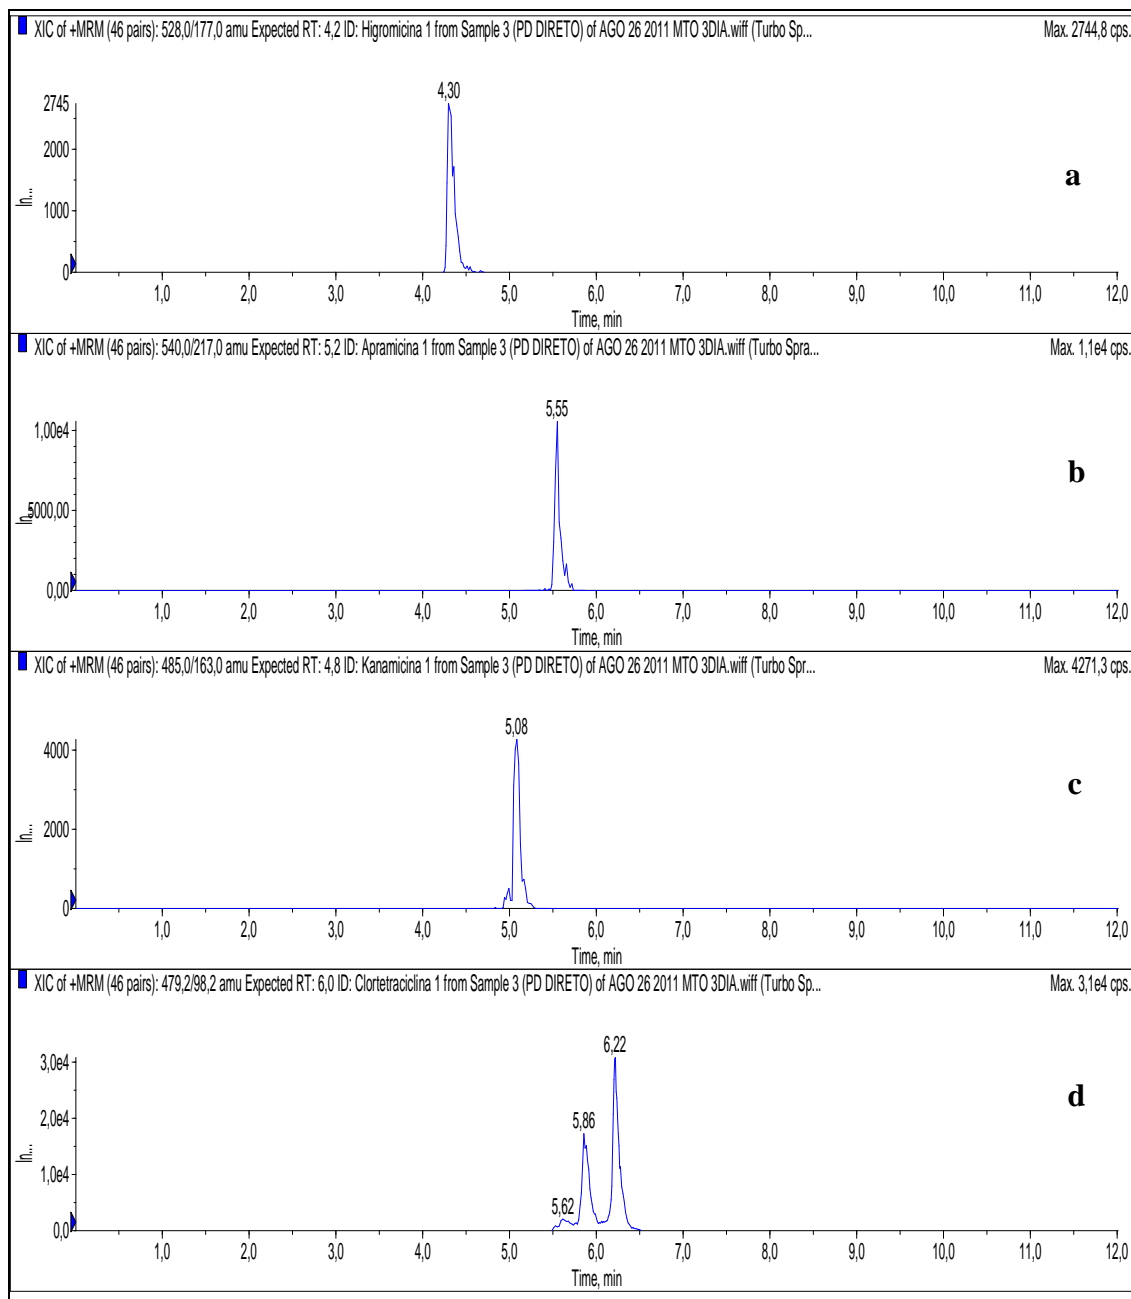 XIC of +MRM (46 pairs): 528,0/177,0 amu Expected RT: 4,2 ID: Higromicina 1 from Sample 3 (PD DIRETO) of AGO 26 2011 MTO 3DIA.wiff (Turbo Sp... Max. 2744,8 cps.
4,30
2745
2000
1000
0
In...
a
1,0 2,0 3,0 4,0 5,0 6,0 7,0 8,0 9,0 10,0 11,0 12,0
Time, min
XIC of +MRM (46 pairs): 540,0/217,0 amu Expected RT: 5,2 ID: Apramicina 1 from Sample 3 (PD DIRETO) of AGO 26 2011 MTO 3DIA.wiff (Turbo Spra... Max. 1,1e4 cps.
5,55
1,00e4
5000,00
0,00
In...
b
1,0 2,0 3,0 4,0 5,0 6,0 7,0 8,0 9,0 10,0 11,0 12,0
Time, min
XIC of +MRM (46 pairs): 485,0/163,0 amu Expected RT: 4,8 ID: Kanamicina 1 from Sample 3 (PD DIRETO) of AGO 26 2011 MTO 3DIA.wiff (Turbo Spr... Max. 4271,3 cps.
5,08
4000
2000
0
In...
c
1,0 2,0 3,0 4,0 5,0 6,0 7,0 8,0 9,0 10,0 11,0 12,0
Time, min
XIC of +MRM (46 pairs): 479,2/98,2 amu Expected RT: 6,0 ID: Clortetraciclina 1 from Sample 3 (PD DIRETO) of AGO 26 2011 MTO 3DIA.wiff (Turbo Sp... Max. 3,1e4 cps.
6,22
5,86
5,62
3,0e4
2,0e4
1,0e4
0,0
In...
d
1,0 2,0 3,0 4,0 5,0 6,0 7,0 8,0 9,0 10,0 11,0 12,0
Time, min